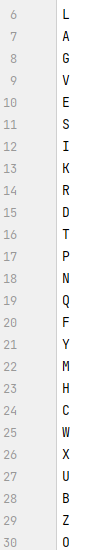 6 L
7 A
8 G
9 V
10 E
11 S
12 I
13 K
14 R
15 D
16 T
17 P
18 N
19 Q
20 F
21 Y
22 M
23 H
24 C
25 W
26 X
27 U
28 B
29 Z
30 O